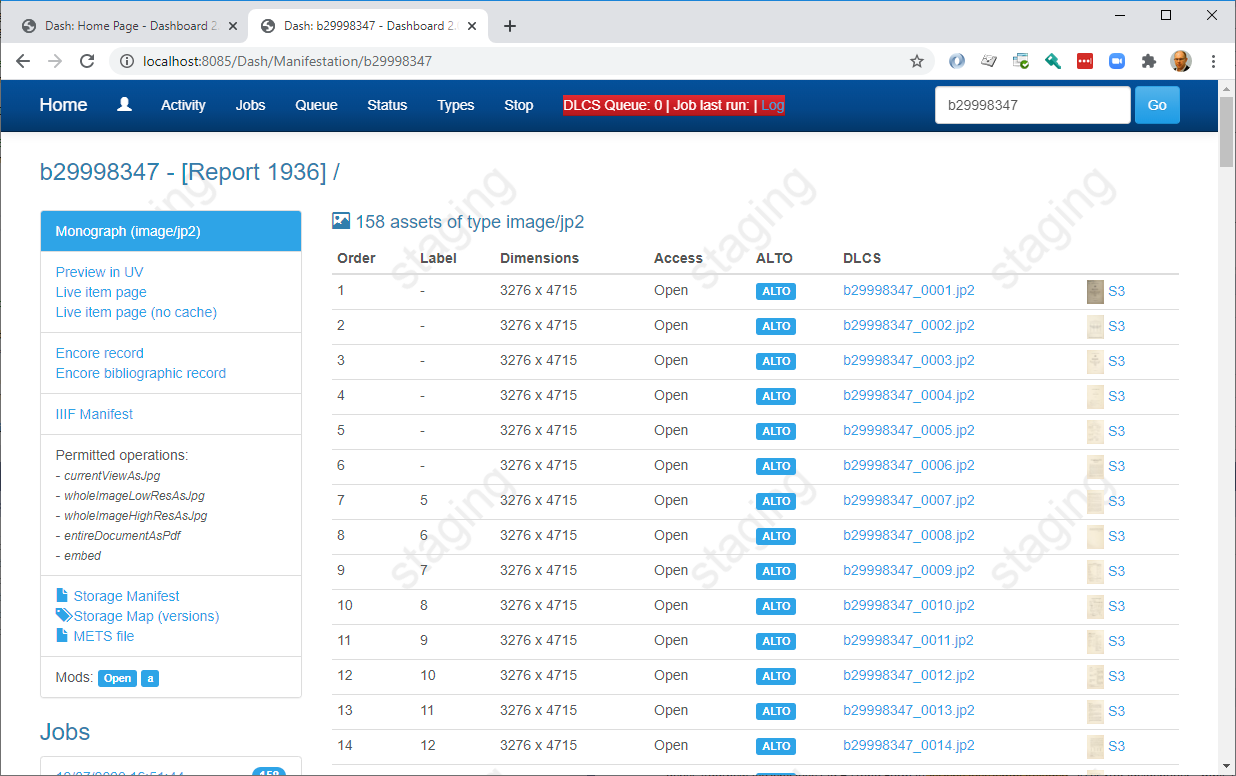 Dash: Home Page - Dashboard 2.
Dash: b29998347 - Dashboard 2.
localhost:8085/Dash/Manifestation/b29998347
Home Activity Jobs Queue Status Types Stop DLCS Queue: 0 | Job last run: | Log b29998347 Go
b29998347 - [Report 1936] /
Monograph (image/jp2)
Preview in UV
Live item page
Live item page (no cache)
Encore record
Encore bibliographic record
IIIF Manifest
Permitted operations:
- currentViewAsJpg
- wholeImageLowResAsJpg
- wholeImageHighResAsJpg
- entireDocumentAsPdf
- embed
Storage Manifest
Storage Map (versions)
METS file
Mods: Open a
Jobs
158 assets of type image/jp2
Order Label Dimensions Access ALTO DLCS
1 - 3276 x 4715 Open ALTO b29998347_0001.jp2 S3
2 - 3276 x 4715 Open ALTO b29998347_0002.jp2 S3
3 - 3276 x 4715 Open ALTO b29998347_0003.jp2 S3
4 - 3276 x 4715 Open ALTO b29998347_0004.jp2 S3
5 - 3276 x 4715 Open ALTO b29998347_0005.jp2 S3
6 - 3276 x 4715 Open ALTO b29998347_0006.jp2 S3
7 5 3276 x 4715 Open ALTO b29998347_0007.jp2 S3
8 6 3276 x 4715 Open ALTO b29998347_0008.jp2 S3
9 7 3276 x 4715 Open ALTO b29998347_0009.jp2 S3
10 8 3276 x 4715 Open ALTO b29998347_0010.jp2 S3
11 9 3276 x 4715 Open ALTO b29998347_0011.jp2 S3
12 10 3276 x 4715 Open ALTO b29998347_0012.jp2 S3
13 11 3276 x 4715 Open ALTO b29998347_0013.jp2 S3
14 12 3276 x 4715 Open ALTO b29998347_0014.jp2 S3
staging
staging
staging
staging
staging
staging